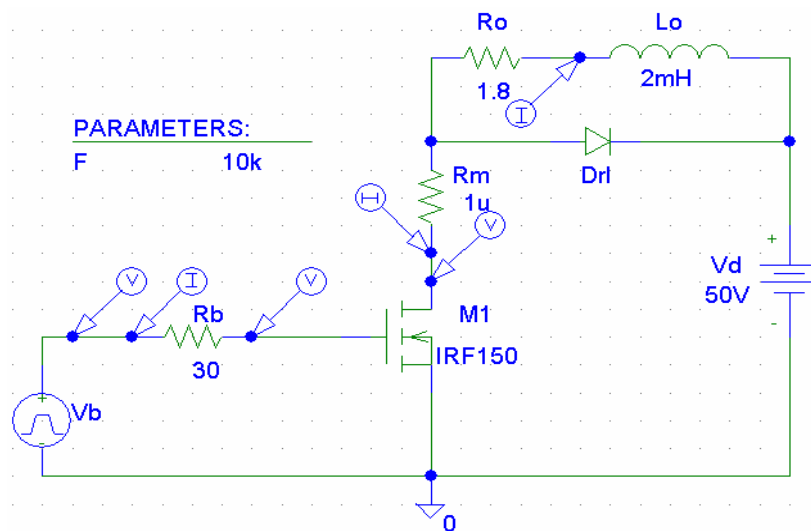 Ro
Lo
1.8
2mH
I
PARAMETERS:
F 10k
Drl
Rm
1u
I
V
V
I
V
Rb
30
M1
IRF150
+
Vd
50V
-
+
Vb
-
0